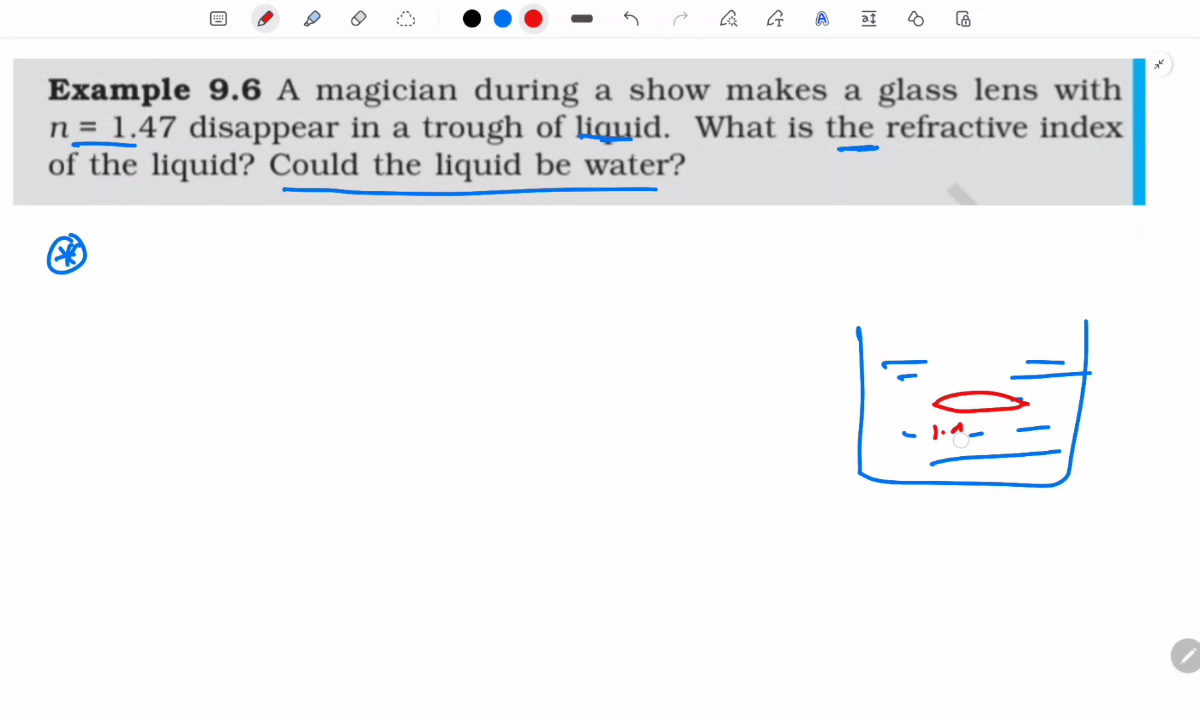 Example 9.6 A magician during a show makes a glass lens with
n = 1.47 disappear in a trough of liquid. What is the refractive index
of the liquid? Could the liquid be water?